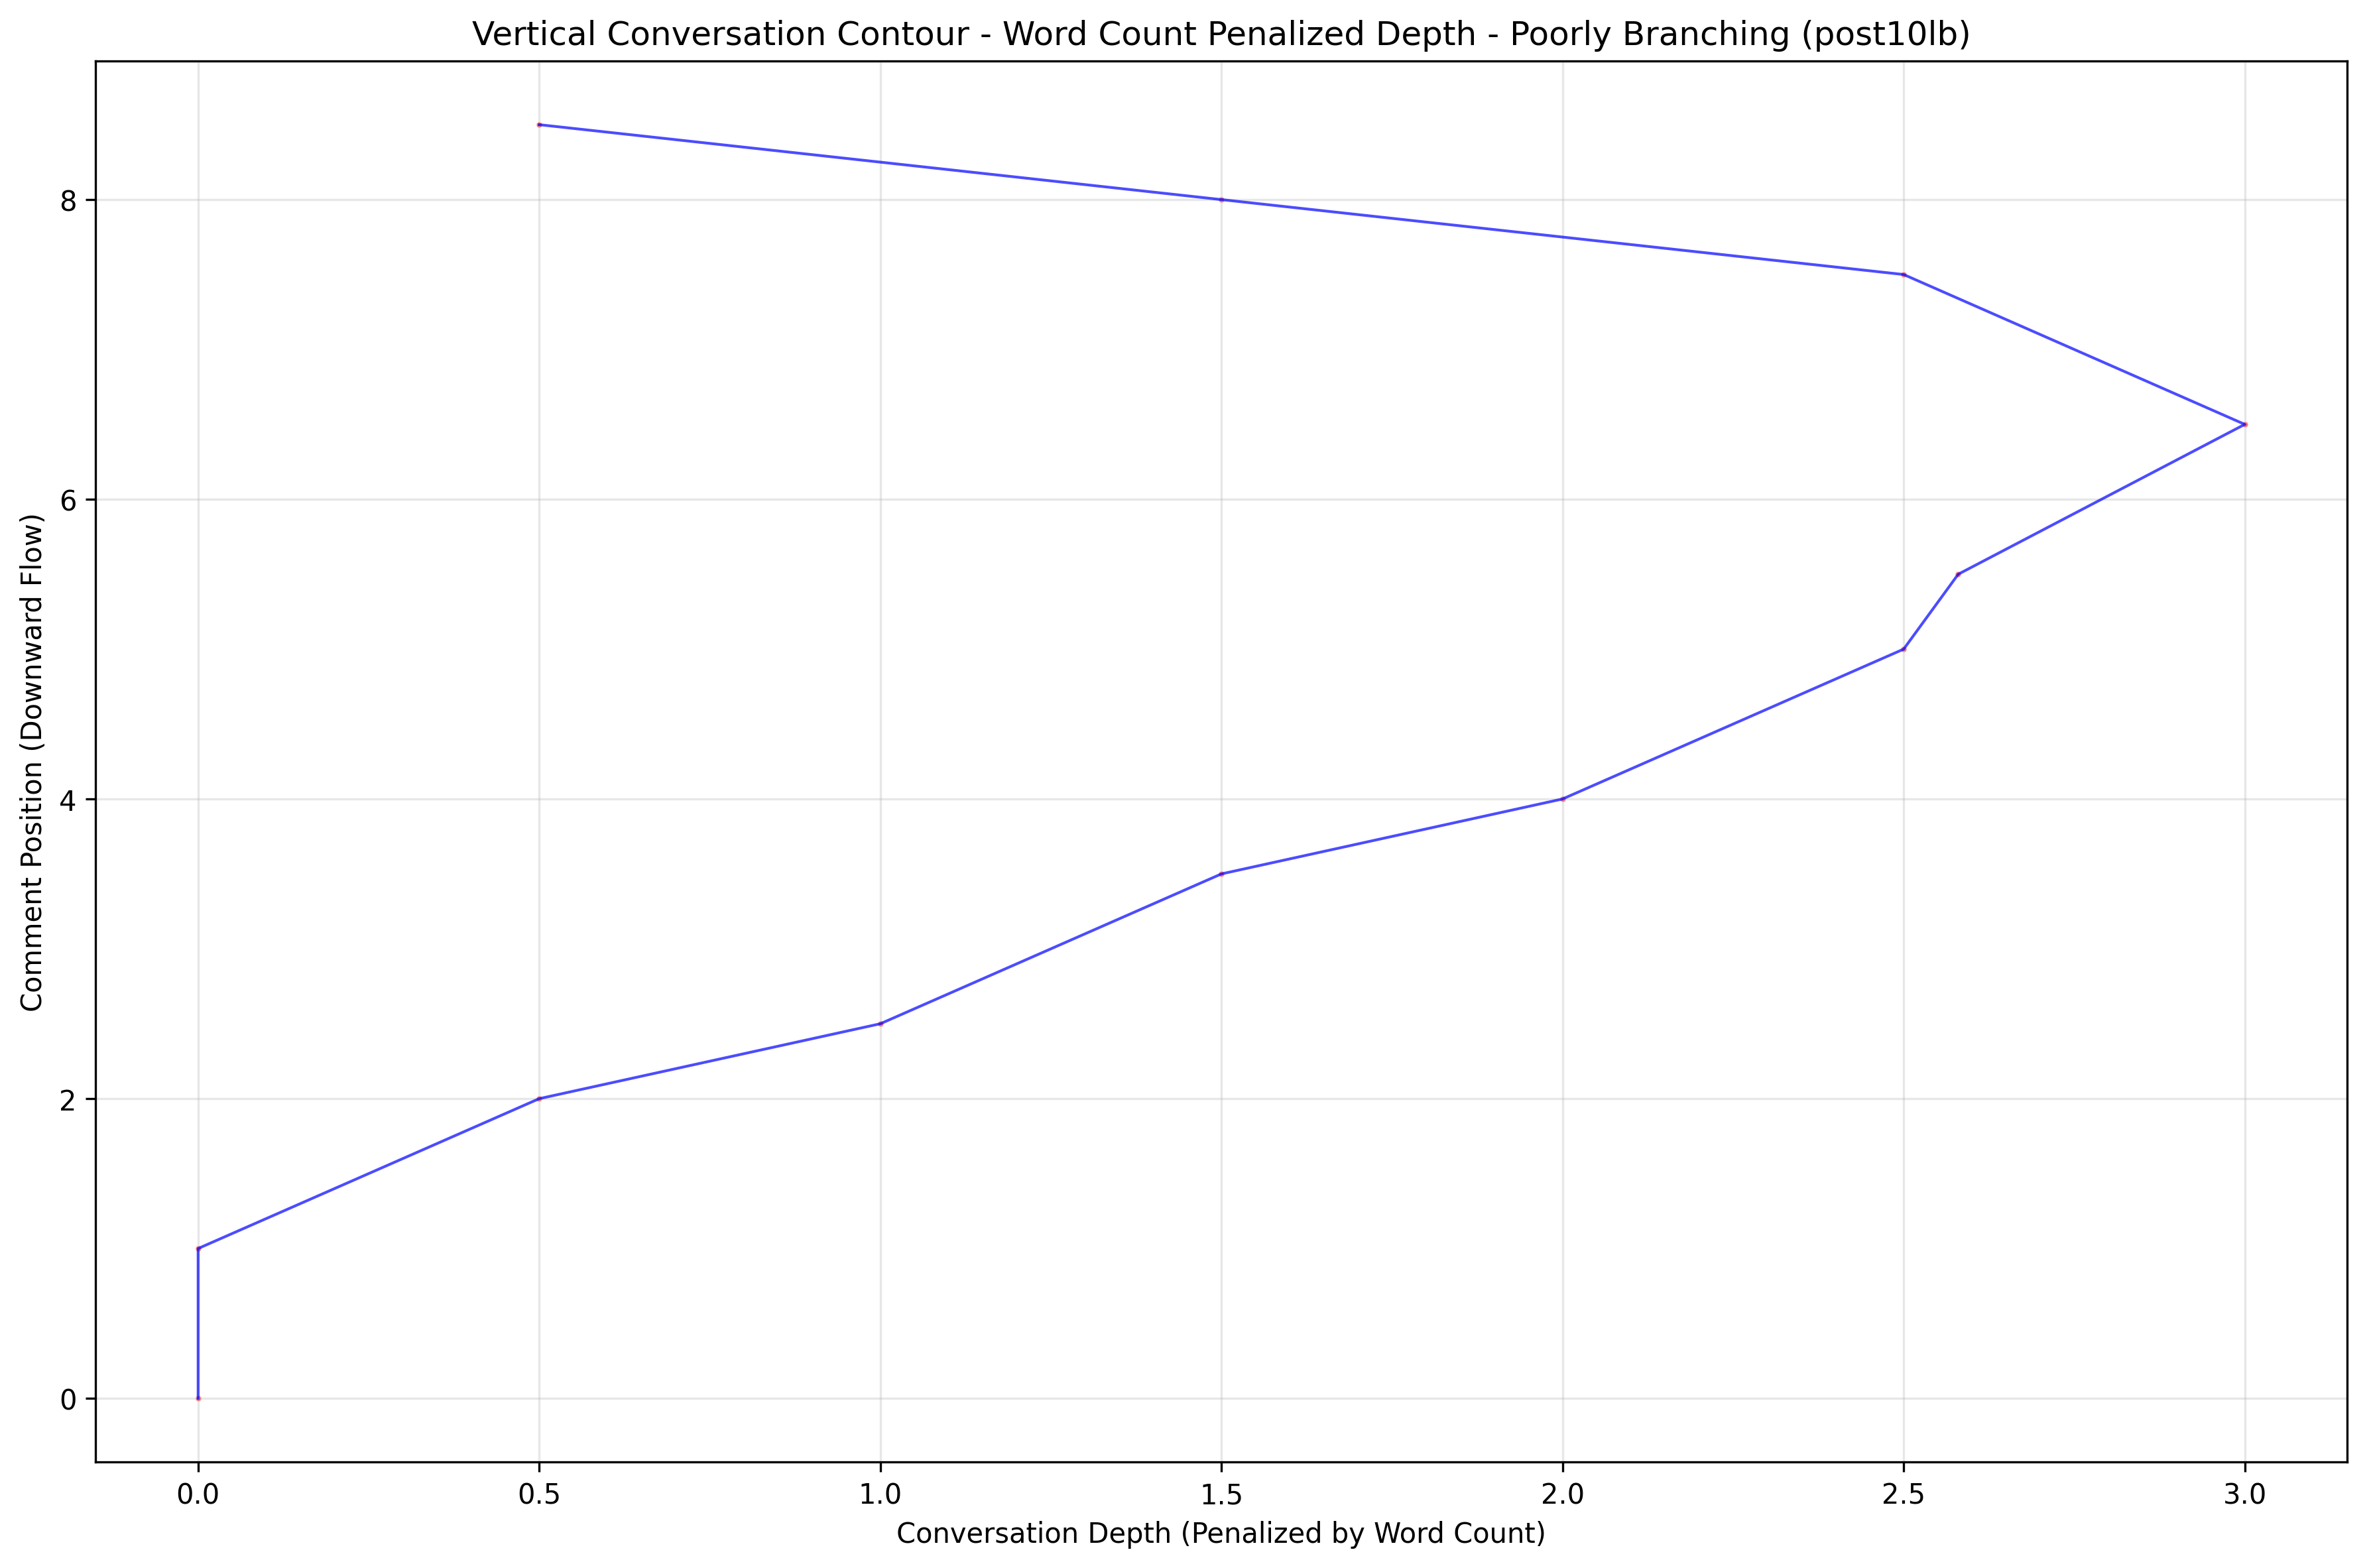 Vertical Conversation Contour - Word Count Penalized Depth - Poorly Branching (post10lb)
Comment Position (Downward Flow)
8
6
4
2
0
0.0 0.5 1.0 1.5 2.0 2.5 3.0
Conversation Depth (Penalized by Word Count)